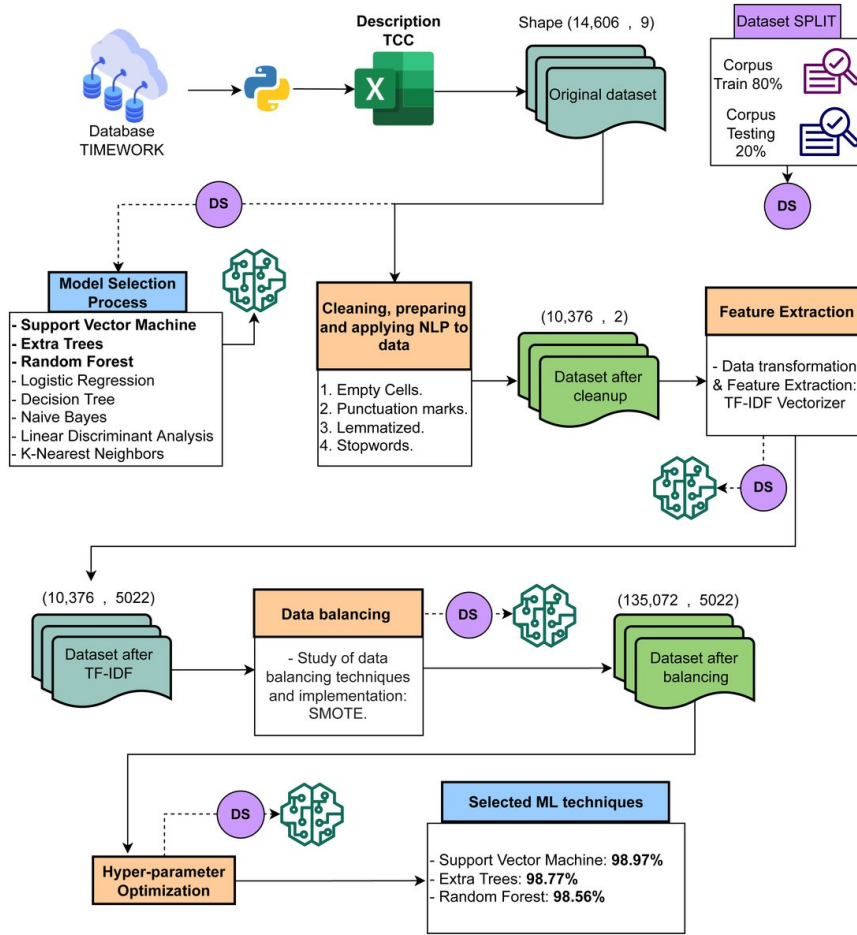 Description
TCC
Shape (14,606 , 9)
Dataset SPLIT
Corpus
Train 80%
Corpus
Testing
20%
DS
X
Original dataset
Database
TIMEWORK
DS
Model Selection
Process
- Support Vector Machine
- Extra Trees
- Random Forest
- Logistic Regression
- Decision Tree
- Naive Bayes
- Linear Discriminant Analysis
- K-Nearest Neighbors
Cleaning, preparing
and applying NLP to
data
1. Empty Cells.
2. Punctuation marks.
3. Lemmatized.
4. Stopwords.
(10,376 , 2)
Dataset after
cleanup
Feature Extraction
- Data transformation
& Feature Extraction:
TF-IDF Vectorizer
DS
(10,376 , 5022)
Dataset after
TF-IDF
Data balancing
- Study of data
balancing techniques
and implementation:
SMOTE.
DS
(135,072 , 5022)
Dataset after
balancing
DS
Hyper-parameter
Optimization
Selected ML techniques
- Support Vector Machine: 98.97%
- Extra Trees: 98.77%
- Random Forest: 98.56%